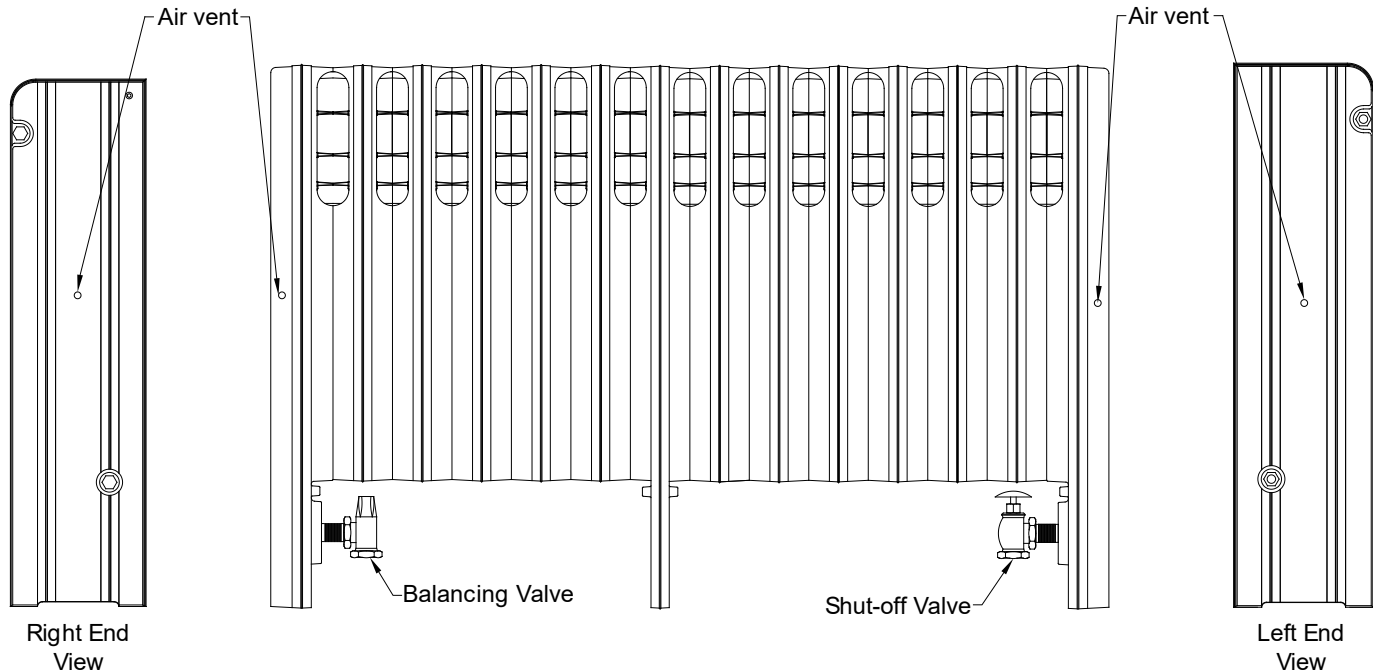 Air vent
Air vent
Balancing Valve
Shut-off Valve
Right End
View
Left End
View